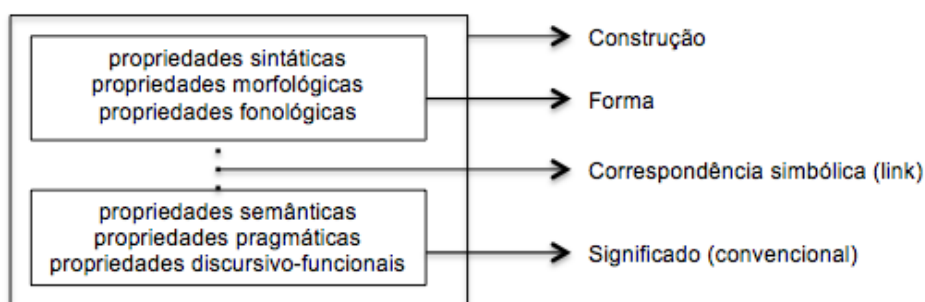 propriedades sintáticas
propriedades morfológicas
propriedades fonológicas
propriedades semânticas
propriedades pragmáticas
propriedades discursivo-funcionais
Construção
Forma
Correspondência simbólica (link)
Significado (convencional)